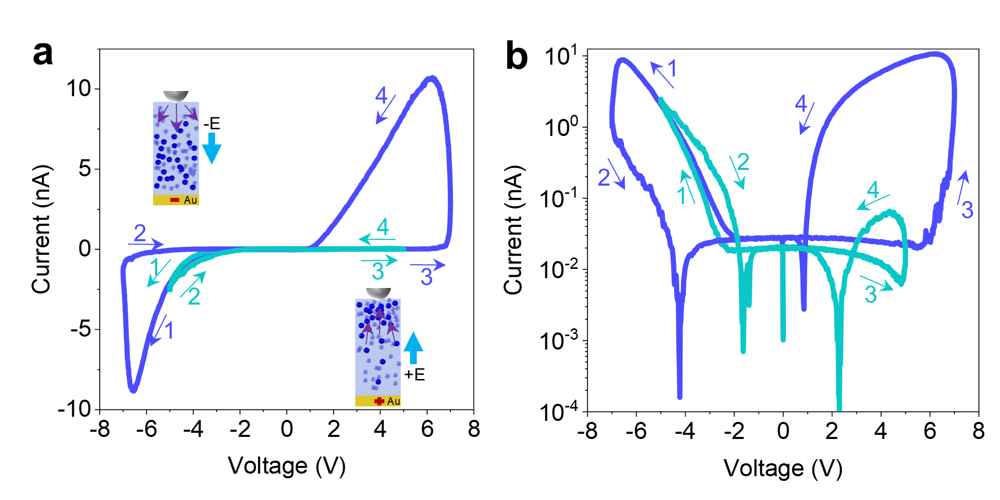 a
Current (nA)
10
5
0
-5
-10
-8 -6 -4 -2 0 2 4 6 8
Voltage (V)
4
-E
Au
2
1
2
1
4
3
3
+E
Au
b
Current (nA)
10¹
10⁰
10⁻¹
10⁻²
10⁻³
10⁻⁴
-8 -6 -4 -2 0 2 4 6 8
Voltage (V)
1
2
1
2
4
4
3
3